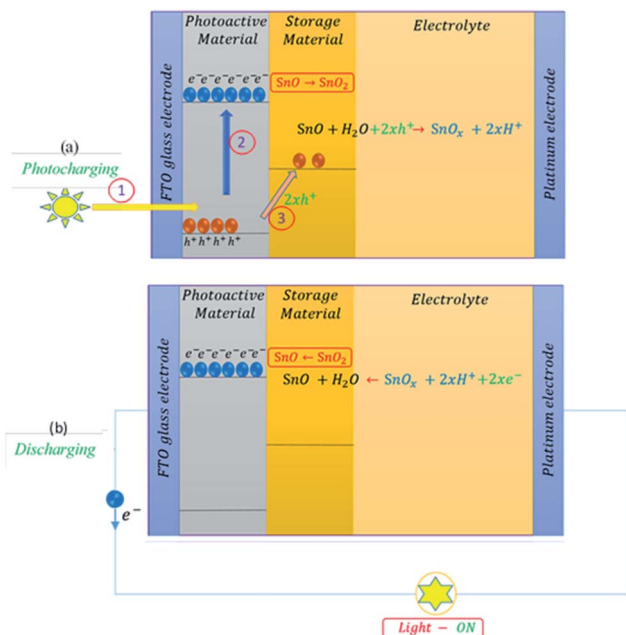 Photoactive
Material
Storage
Material
Electrolyte
FTO glass electrode
Platinum electrode
e⁻e⁻e⁻e⁻e⁻e⁻
SnO → SnO₂
SnO + H₂O+2xh⁺→ SnOₓ + 2xH⁺
(a)
Photocharging
1
2
2xh⁺
3
h⁺h⁺h⁺h⁺
Photoactive
Material
Storage
Material
Electrolyte
FTO glass electrode
Platinum electrode
e⁻e⁻e⁻e⁻e⁻e⁻
SnO ← SnO₂
SnO + H₂O ← SnOₓ + 2xH⁺+2xe⁻
(b)
Discharging
e⁻
Light − ON